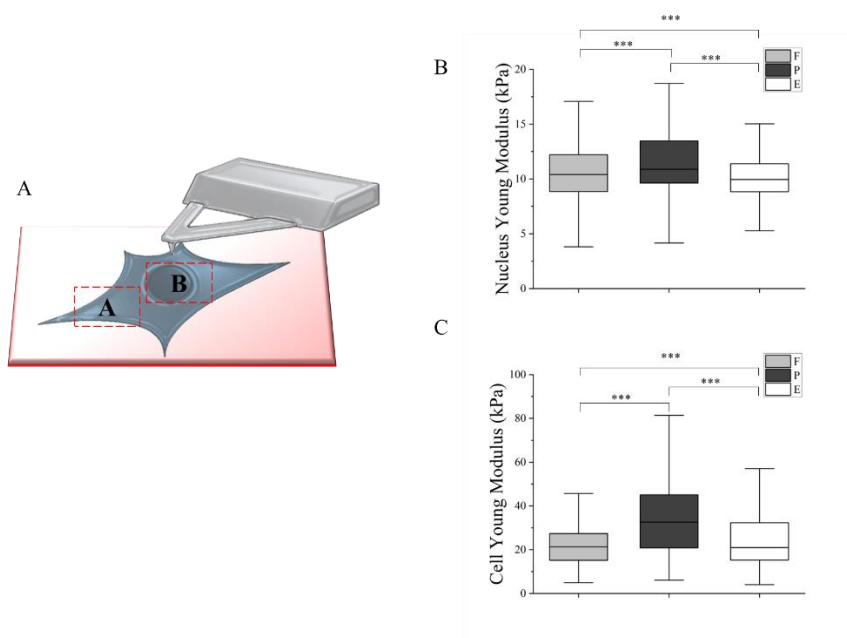 A
A
B
B
***
***
***
F
P
E
Nucleus Young Modulus (kPa)
20
15
10
5
0
C
***
***
***
F
P
E
Cell Young Modulus (kPa)
100
80
60
40
20
0